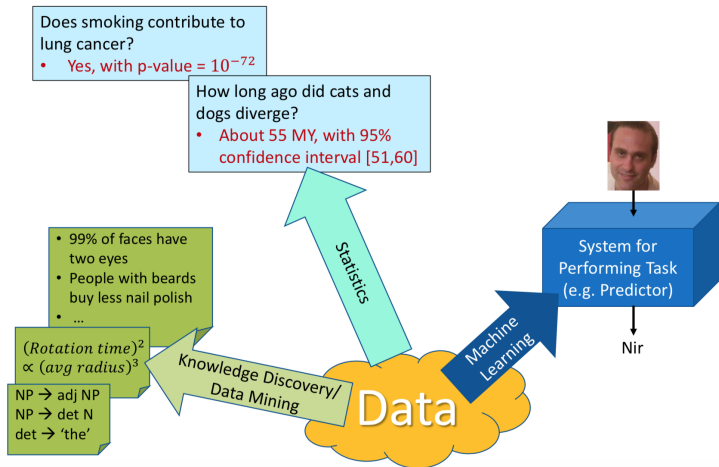 Does smoking contribute to
lung cancer?
• Yes, with p-value = 10⁻⁷²
How long ago did cats and
dogs diverge?
• About 55 MY, with 95%
confidence interval [51,60]
• 99% of faces have
two eyes
• People with beards
buy less nail polish
• ...
(Rotation time)²
∝ (avg radius)³
NP → adj NP
NP → det N
det → ‘the’
Knowledge Discovery/
Data Mining
Statistics
Data
Machine
Learning
System for
Performing Task
(e.g. Predictor)
Nir